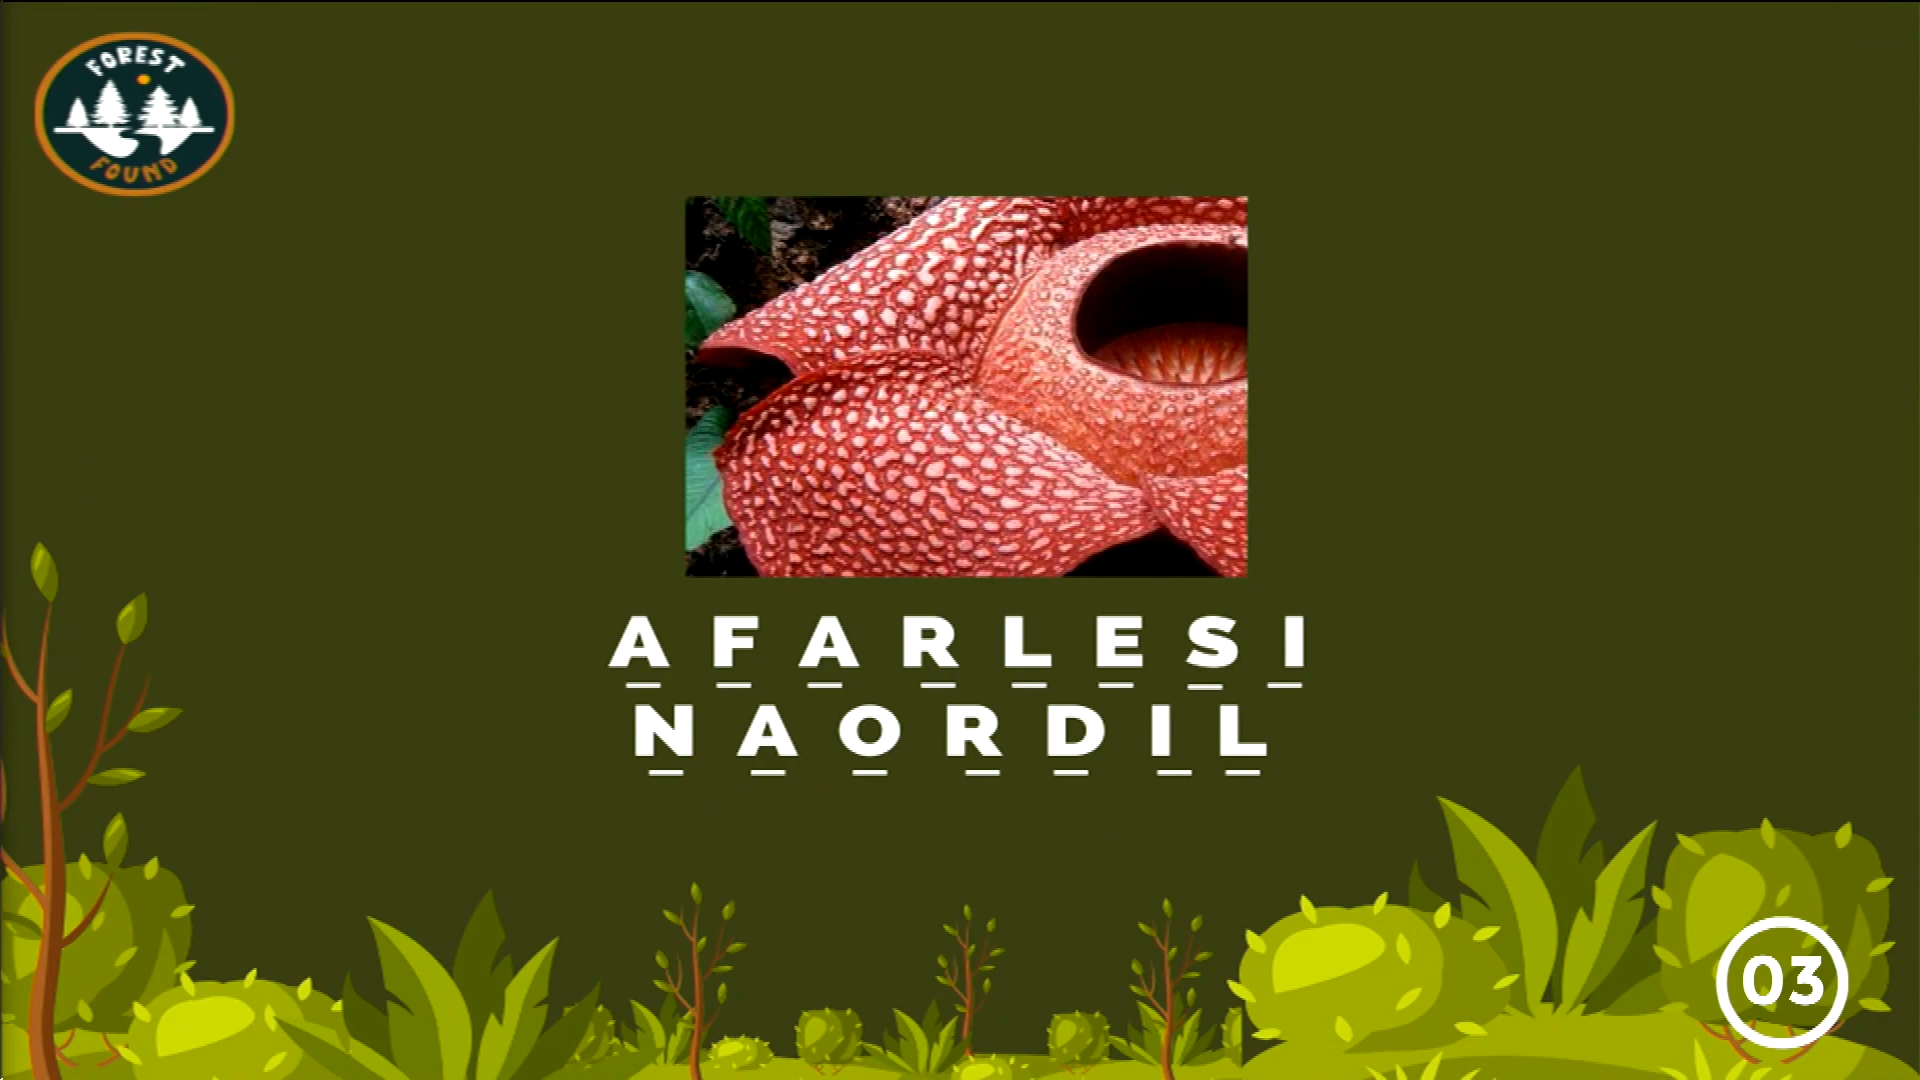 FOREST
FOUND
A F A R L E S I
N A O R D I L
03